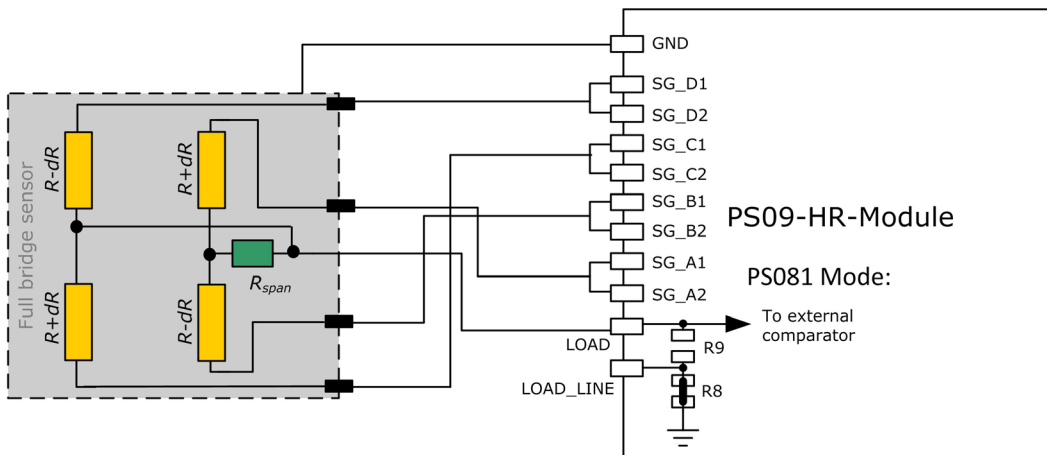 GND
SG_D1
SG_D2
SG_C1
SG_C2
SG_B1
SG_B2
SG_A1
SG_A2
LOAD
LOAD_LINE
PS09-HR-Module
PS081 Mode:
To external
comparator
R9
R8
Full bridge sensor
R-dR
R+dR
Rspan
R+dR
R-dR